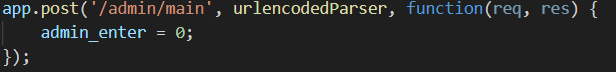 app.post('/admin/main', urlencodedParser, function(req, res) {
    admin_enter = 0;
});